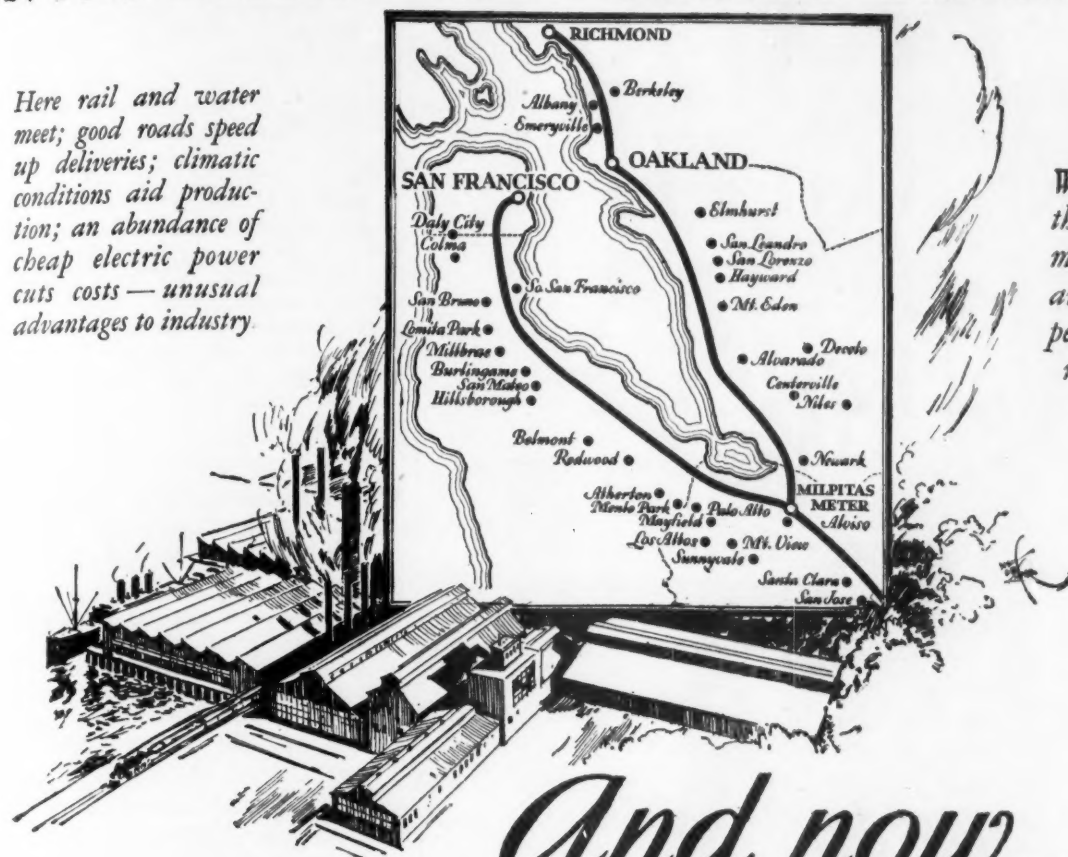 Here rail and water
meet; good roads speed
up deliveries; climatic
conditions aid produc-
tion; an abundance of
cheap electric power
cuts costs — unusual
advantages to industry
RICHMOND
Berkeley
Albany
Emeryville
OAKLAND
SAN FRANCISCO
Elmhurst
Daly City
Colma
San Leandro
San Lorenzo
Hayward
So. San Francisco
San Bruno
Mt. Eden
Lomita Park
Millbrae
Decoto
Alvarado
Burlingame
San Mateo
Hillsborough
Centerville
Niles
Belmont
Redwood
Newark
MILPITAS
METER
Atherton
Menlo Park
Palo Alto
Mayfield
Alviso
Los Altos
Mt. View
Sunnyvale
Santa Clara
San Jose
And now